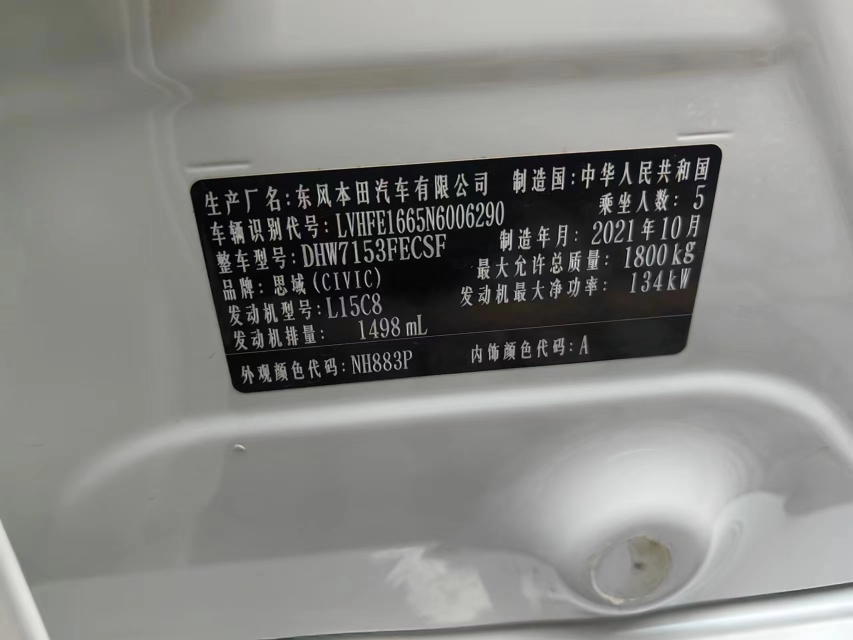 生产厂名:东风本田汽车有限公司 制造国:中华人民共和国
车辆识别代号:LVHFE1665N6006290 乘坐人数: 5
整车型号:DHW7153FECSF 制造年月: 2021年10月
品牌: 思域(CIVIC) 最大允许总质量: 1800kg
发动机型号:L15C8 发动机最大净功率: 134kW
发动机排量: 1498mL
外观颜色代码:NH883P 内饰颜色代码:A